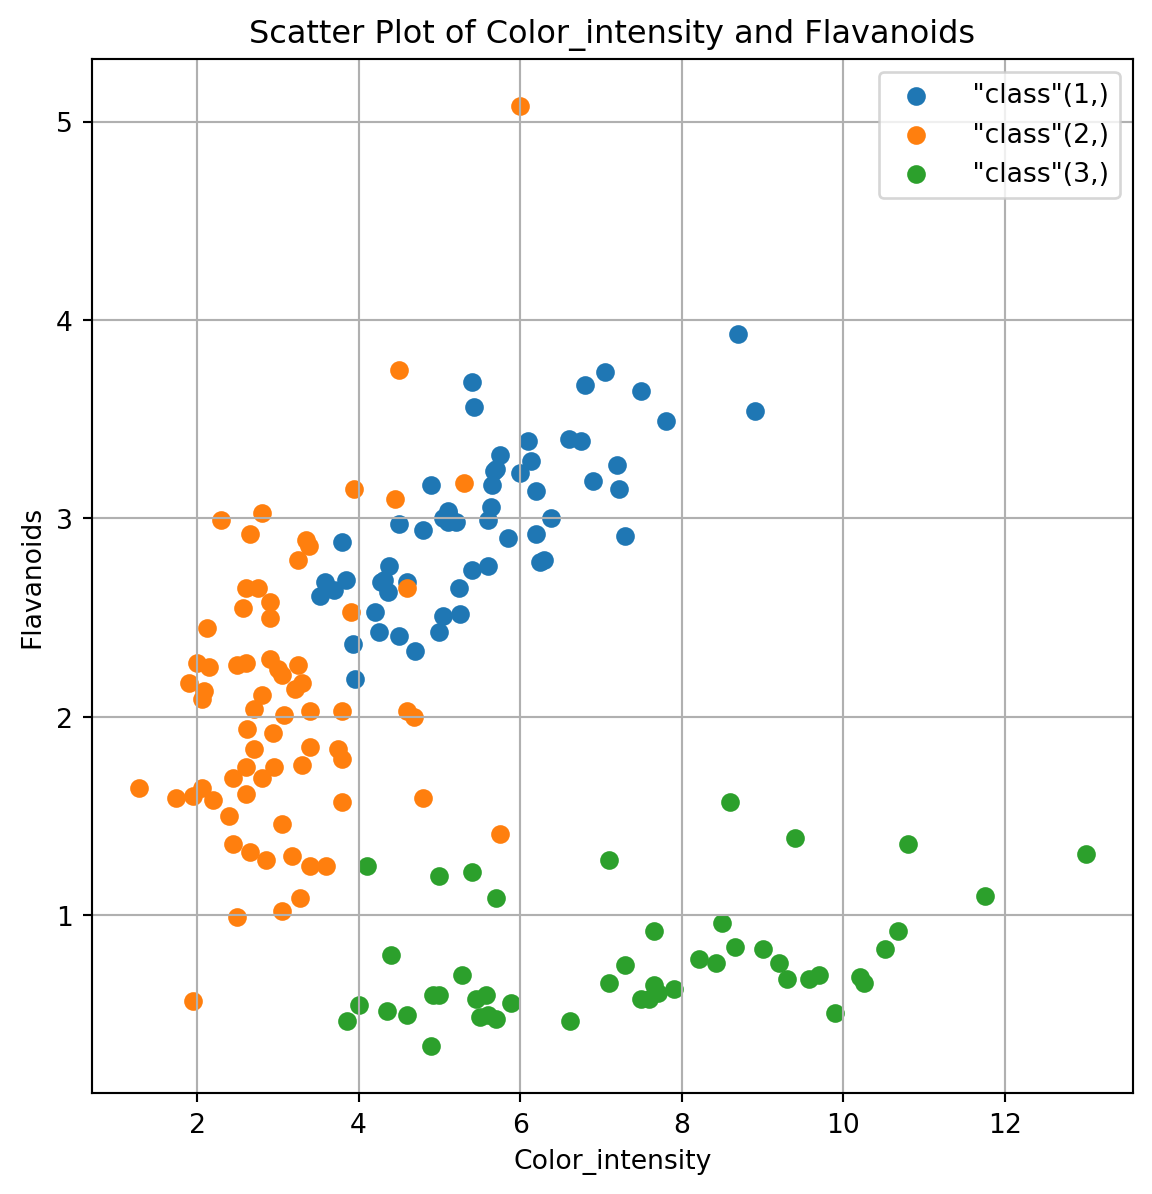 Scatter Plot of Color_intensity and Flavanoids
"class"(1,)
"class"(2,)
"class"(3,)
5
4
3
2
1
Flavanoids
2 4 6 8 10 12
Color_intensity